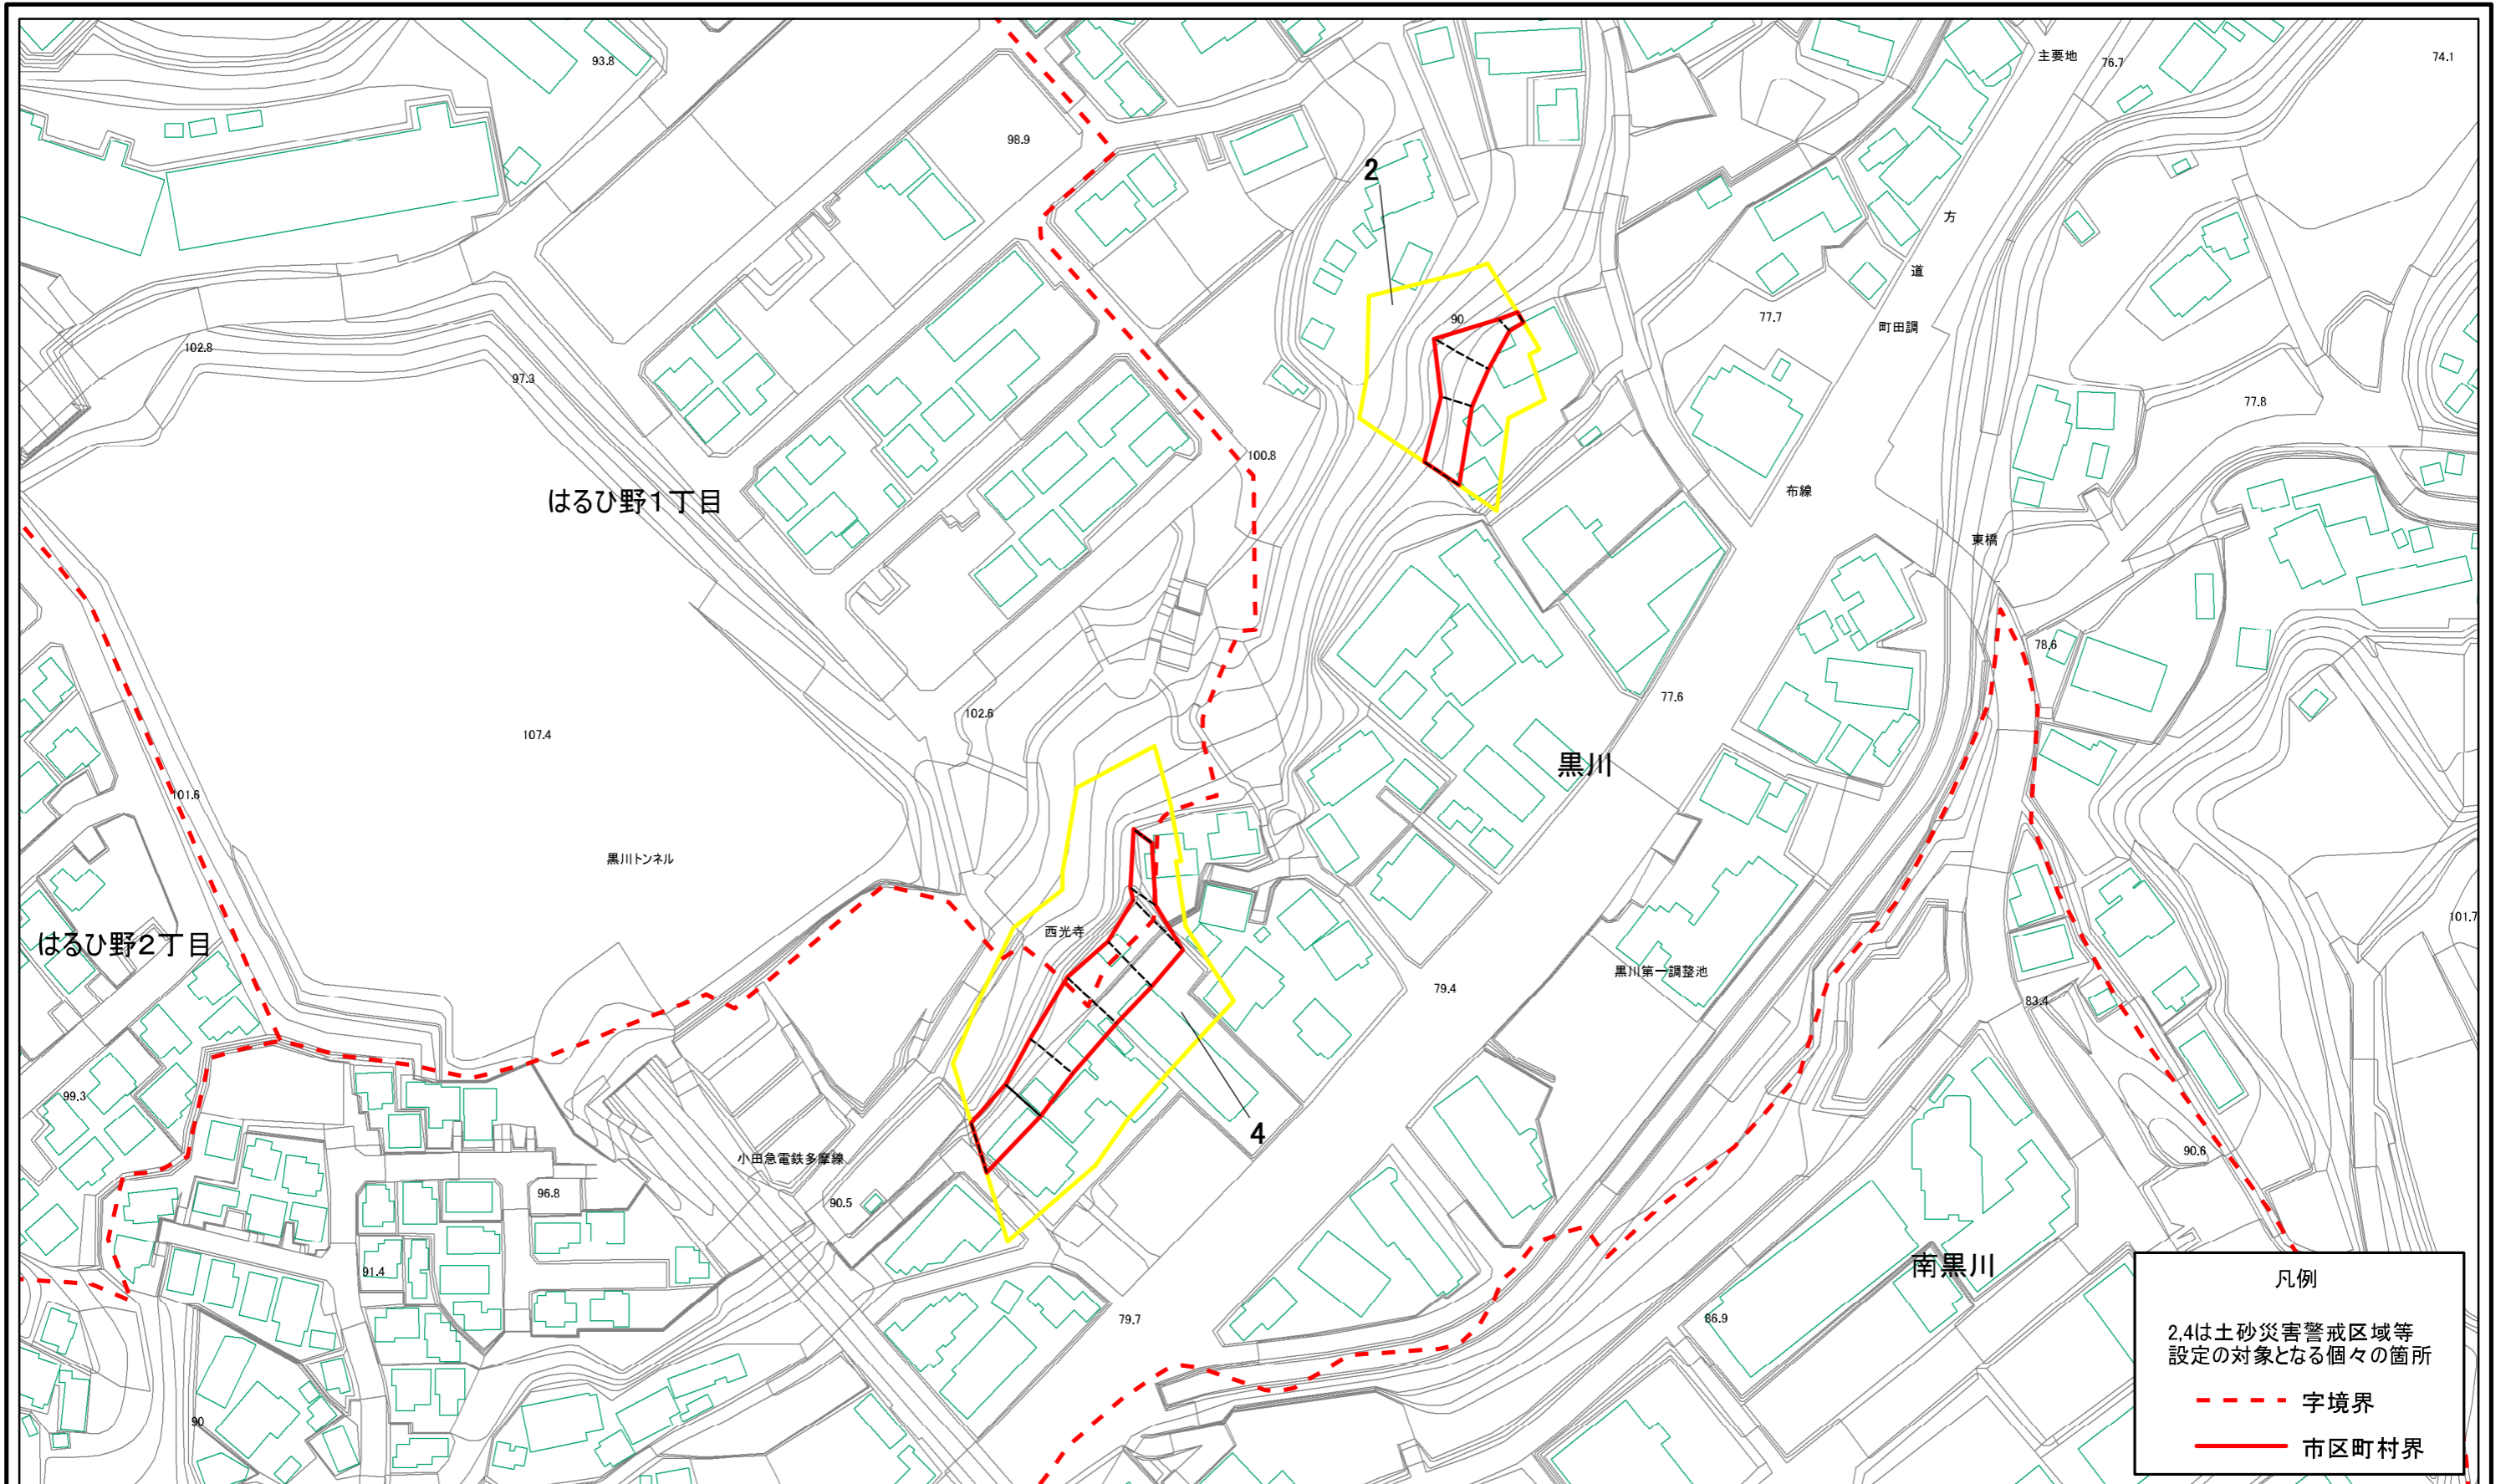 主要地
76.7
74.1
93.8
98.9
2
方
道
町田調
77.7
90
102.8
97.3
77.8
100.8
はるひ野1丁目
布線
東橋
78.6
77.6
102.6
107.4
黒川
101.6
黒川トンネル
はるひ野2丁目
西光寺
101.7
黒川第一調整池
79.4
83.4
99.3
4
小田急電鉄多摩線
90.6
96.8
90.5
91.4
南黒川
79.7
86.9
90
凡例
2,4は土砂災害警戒区域等
設定の対象となる個々の箇所
字境界
市区町村界